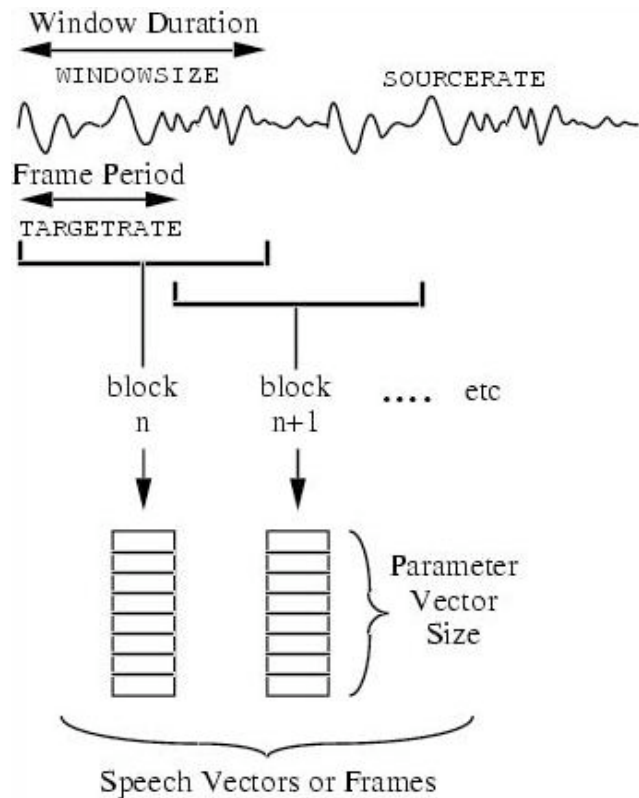 Window Duration
WINDOWSIZE
SOURCERATE
Frame Period
TARGETRATE
block
n
block
n+1
.... etc
Parameter
Vector
Size
Speech Vectors or Frames